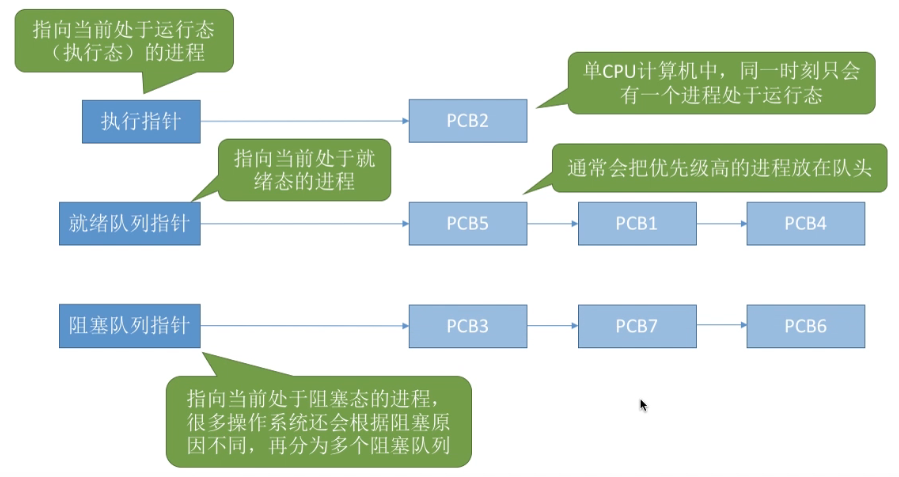 指向当前处于运行态
（执行态）的进程
单CPU计算机中，同一时刻只会
有一个进程处于运行态
执行指针
PCB2
指向当前处于就
绪态的进程
通常会把优先级高的进程放在队头
就绪队列指针
PCB5
PCB1
PCB4
阻塞队列指针
PCB3
PCB7
PCB6
指向当前处于阻塞态的进程，
很多操作系统还会根据阻塞原
因不同，再分为多个阻塞队列